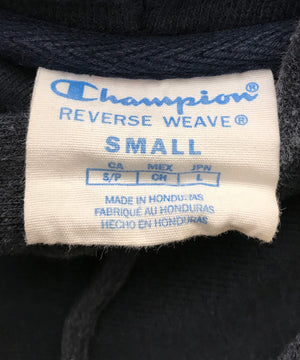 Champion®
REVERSE WEAVE®
SMALL
CA MEX JPN
S/P CH L
MADE IN HONDURAS
FABRIQUÉ AU HONDURAS
HECHO EN HONDURAS